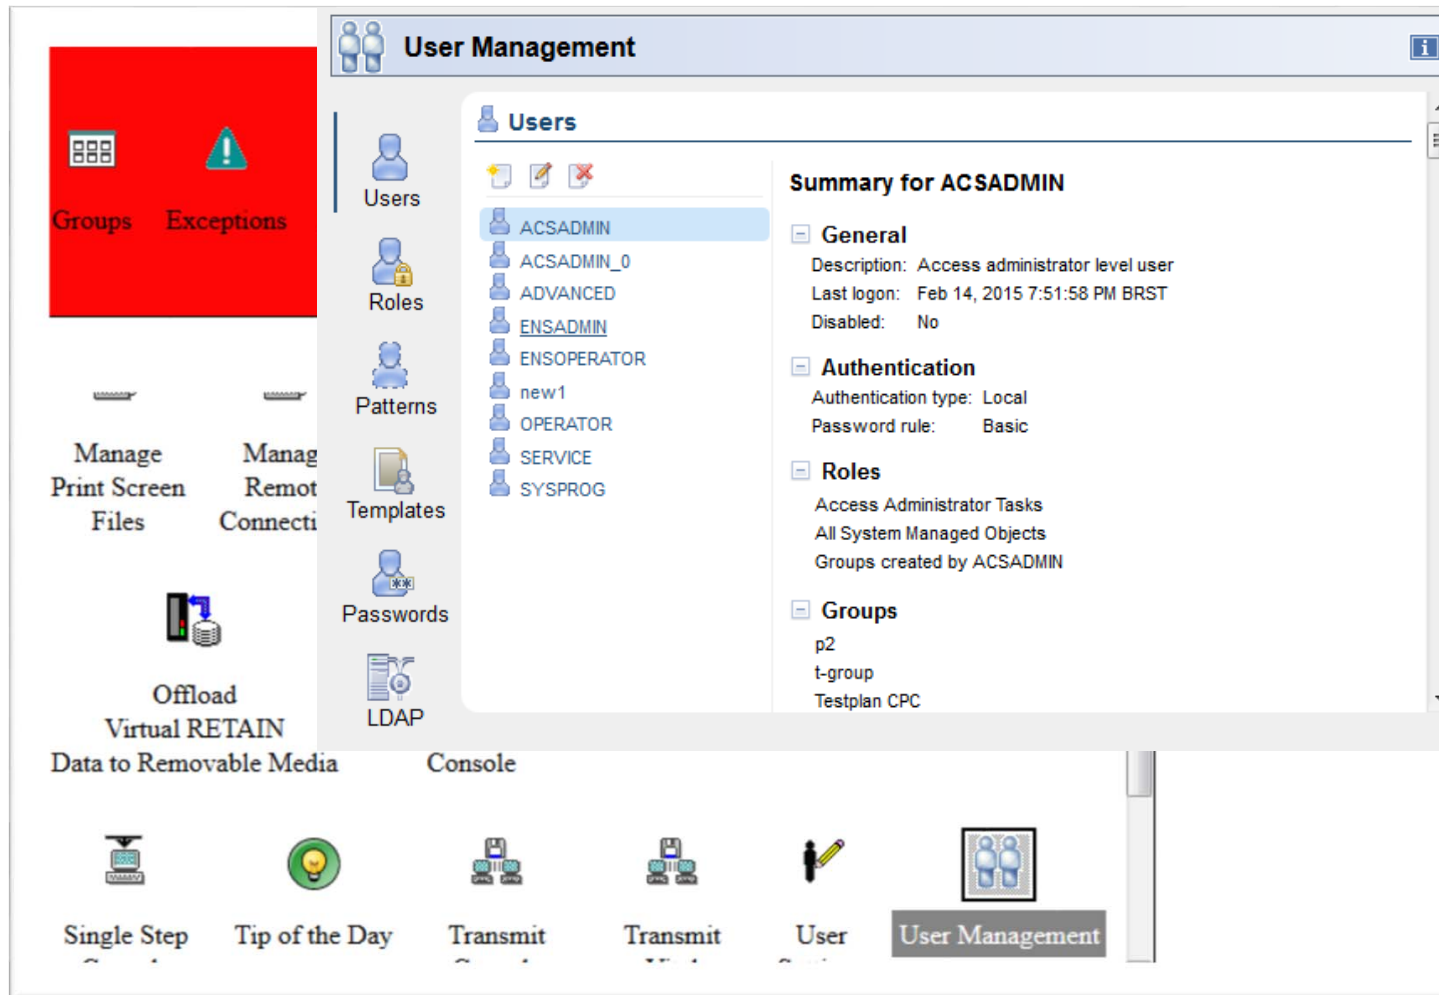 User Management
i
Groups
Exceptions
Users
Roles
Patterns
Templates
Passwords
LDAP
Users
ACSADMIN
ACSADMIN_0
ADVANCED
ENSADMIN
ENSOPERATOR
new1
OPERATOR
SERVICE
SYSPROG
Summary for ACSADMIN
General
Description: Access administrator level user
Last logon: Feb 14, 2015 7:51:58 PM BRST
Disabled: No
Authentication
Authentication type: Local
Password rule: Basic
Roles
Access Administrator Tasks
All System Managed Objects
Groups created by ACSADMIN
Groups
p2
t-group
Testplan CPC
Manage
Print Screen
Files
Manag
Remot
Connecti
Offload
Virtual RETAIN
Data to Removable Media
Console
Single Step
Tip of the Day
Transmit
Transmit
User
User Management